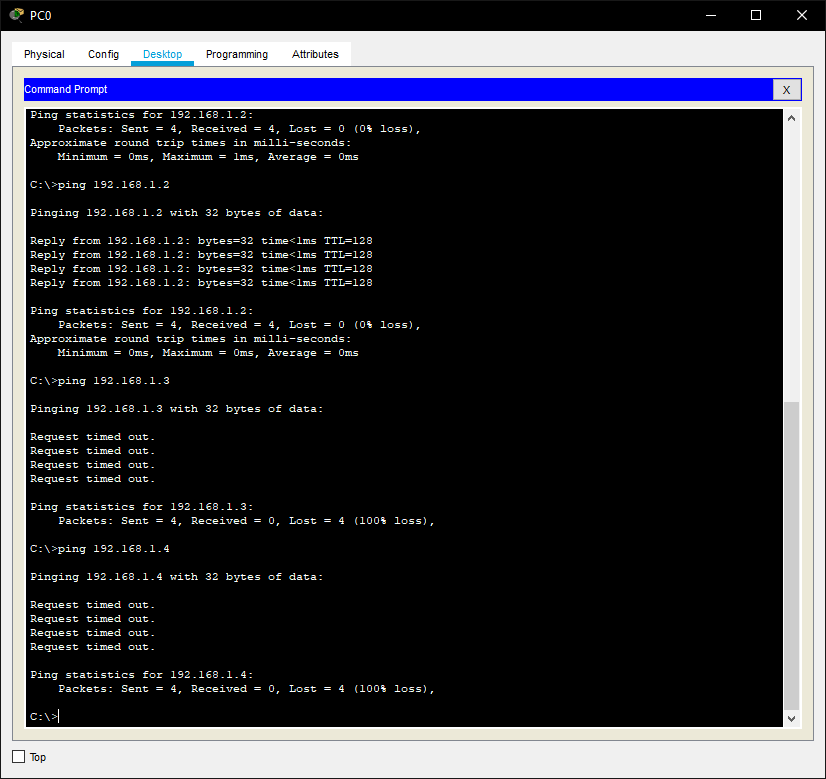 PC0
Physical Config Desktop Programming Attributes
Command Prompt X
Ping statistics for 192.168.1.2:
    Packets: Sent = 4, Received = 4, Lost = 0 (0% loss),
Approximate round trip times in milli-seconds:
    Minimum = 0ms, Maximum = 1ms, Average = 0ms
C:\>ping 192.168.1.2
Pinging 192.168.1.2 with 32 bytes of data:
Reply from 192.168.1.2: bytes=32 time<1ms TTL=128
Reply from 192.168.1.2: bytes=32 time<1ms TTL=128
Reply from 192.168.1.2: bytes=32 time<1ms TTL=128
Reply from 192.168.1.2: bytes=32 time<1ms TTL=128
Ping statistics for 192.168.1.2:
    Packets: Sent = 4, Received = 4, Lost = 0 (0% loss),
Approximate round trip times in milli-seconds:
    Minimum = 0ms, Maximum = 0ms, Average = 0ms
C:\>ping 192.168.1.3
Pinging 192.168.1.3 with 32 bytes of data:
Request timed out.
Request timed out.
Request timed out.
Request timed out.
Ping statistics for 192.168.1.3:
    Packets: Sent = 4, Received = 0, Lost = 4 (100% loss),
C:\>ping 192.168.1.4
Pinging 192.168.1.4 with 32 bytes of data:
Request timed out.
Request timed out.
Request timed out.
Request timed out.
Ping statistics for 192.168.1.4:
    Packets: Sent = 4, Received = 0, Lost = 4 (100% loss),
C:\>
Top